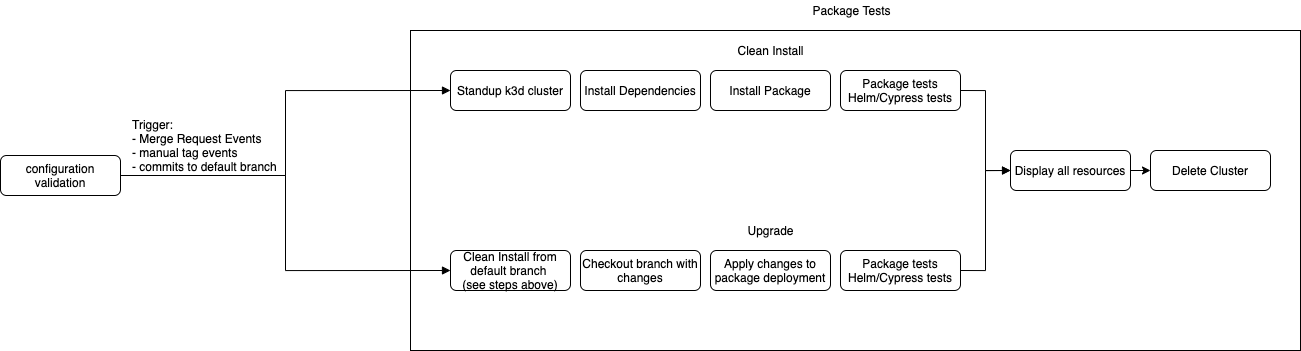 Package Tests
Clean Install
Standup k3d cluster
Install Dependencies
Install Package
Package tests
Helm/Cypress tests
Trigger:
- Merge Request Events
- manual tag events
- commits to default branch
configuration
validation
Display all resources
Delete Cluster
Upgrade
Clean Install from
default branch
(see steps above)
Checkout branch with
changes
Apply changes to
package deployment
Package tests
Helm/Cypress tests